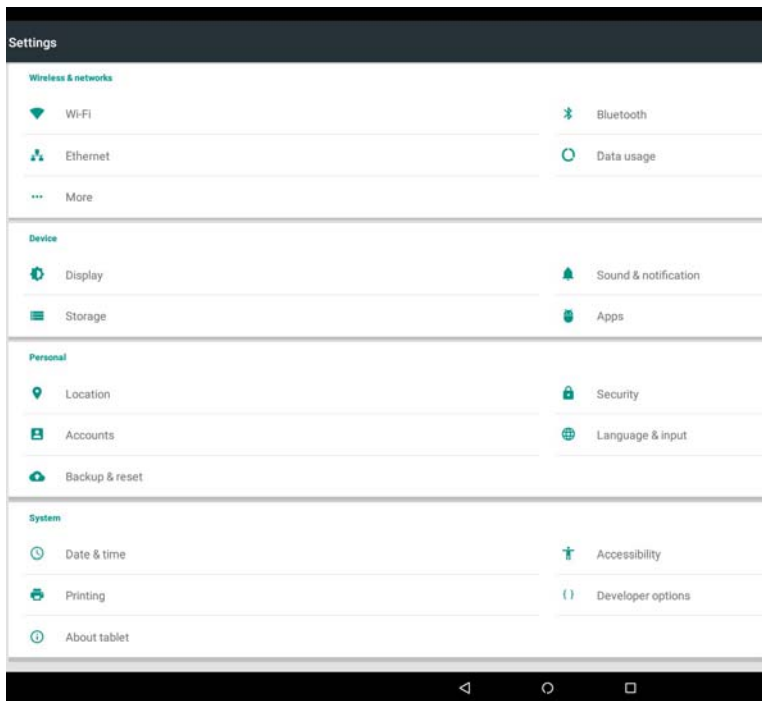 Settings
Wireless & networks
Wi-Fi
Bluetooth
Ethernet
Data usage
More
Device
Display
Sound & notification
Storage
Apps
Personal
Location
Security
Accounts
Language & input
Backup & reset
System
Date & time
Accessibility
Printing
Developer options
About tablet